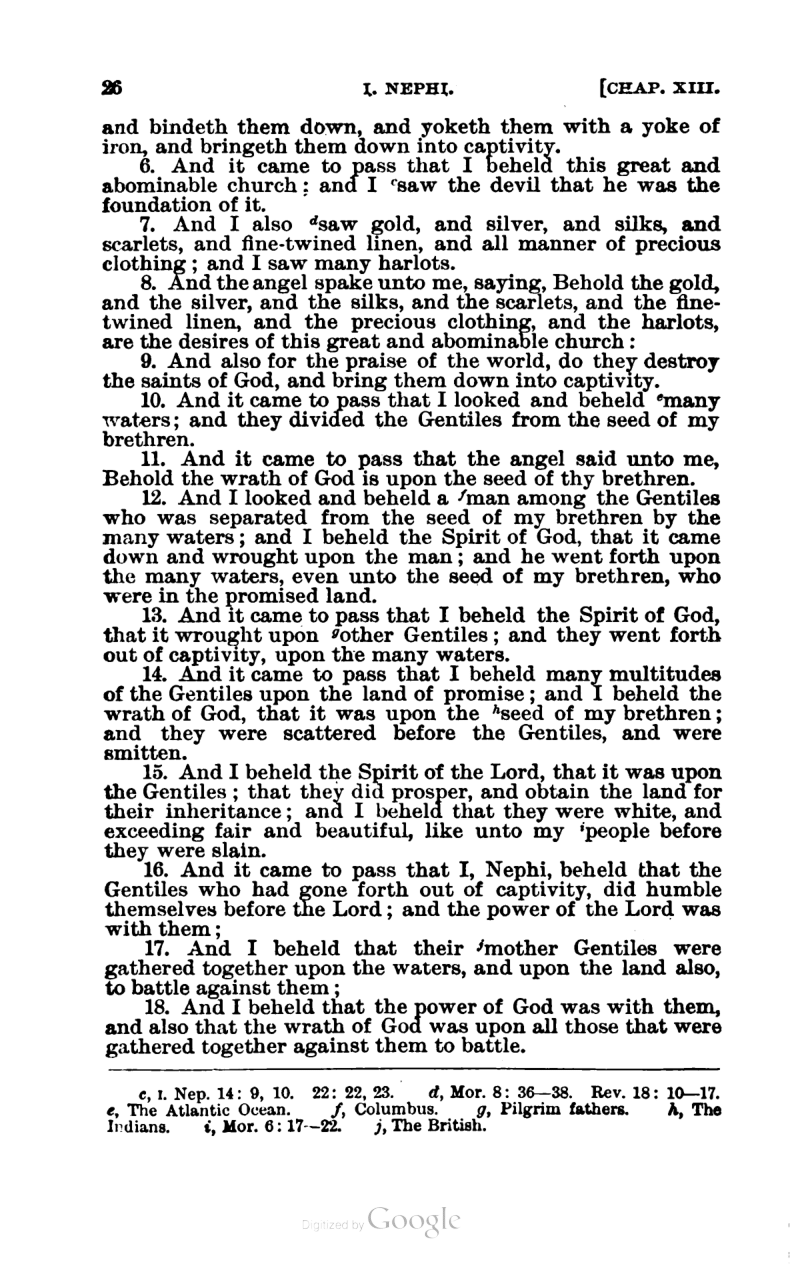 26 I. NEPHI. [CHAP. XIII.
and bindeth them down, and yoketh them with a yoke of
iron, and bringeth them down into captivity.
6. And it came to pass that I beheld this great and
abominable church; and I ᶜsaw the devil that he was the
foundation of it.
7. And I also ᵈsaw gold, and silver, and silks, and
scarlets, and fine-twined linen, and all manner of precious
clothing; and I saw many harlots.
8. And the angel spake unto me, saying, Behold the gold,
and the silver, and the silks, and the scarlets, and the fine-
twined linen, and the precious clothing, and the harlots,
are the desires of this great and abominable church:
9. And also for the praise of the world, do they destroy
the saints of God, and bring them down into captivity.
10. And it came to pass that I looked and beheld ᵉmany
waters; and they divided the Gentiles from the seed of my
brethren.
11. And it came to pass that the angel said unto me,
Behold the wrath of God is upon the seed of thy brethren.
12. And I looked and beheld a ᶠman among the Gentiles
who was separated from the seed of my brethren by the
many waters; and I beheld the Spirit of God, that it came
down and wrought upon the man; and he went forth upon
the many waters, even unto the seed of my brethren, who
were in the promised land.
13. And it came to pass that I beheld the Spirit of God,
that it wrought upon ᵍother Gentiles; and they went forth
out of captivity, upon the many waters.
14. And it came to pass that I beheld many multitudes
of the Gentiles upon the land of promise; and I beheld the
wrath of God, that it was upon the ʰseed of my brethren;
and they were scattered before the Gentiles, and were
smitten.
15. And I beheld the Spirit of the Lord, that it was upon
the Gentiles; that they did prosper, and obtain the land for
their inheritance; and I beheld that they were white, and
exceeding fair and beautiful, like unto my ⁱpeople before
they were slain.
16. And it came to pass that I, Nephi, beheld that the
Gentiles who had gone forth out of captivity, did humble
themselves before the Lord; and the power of the Lord was
with them;
17. And I beheld that their ʲmother Gentiles were
gathered together upon the waters, and upon the land also,
to battle against them;
18. And I beheld that the power of God was with them,
and also that the wrath of God was upon all those that were
gathered together against them to battle.
c, I. Nep. 14: 9, 10. 22: 22, 23. d, Mor. 8: 36—38. Rev. 18: 10—17.
e, The Atlantic Ocean. f, Columbus. g, Pilgrim fathers. h, The
Indians. i, Mor. 6: 17--22. j, The British.
Digitized by Google